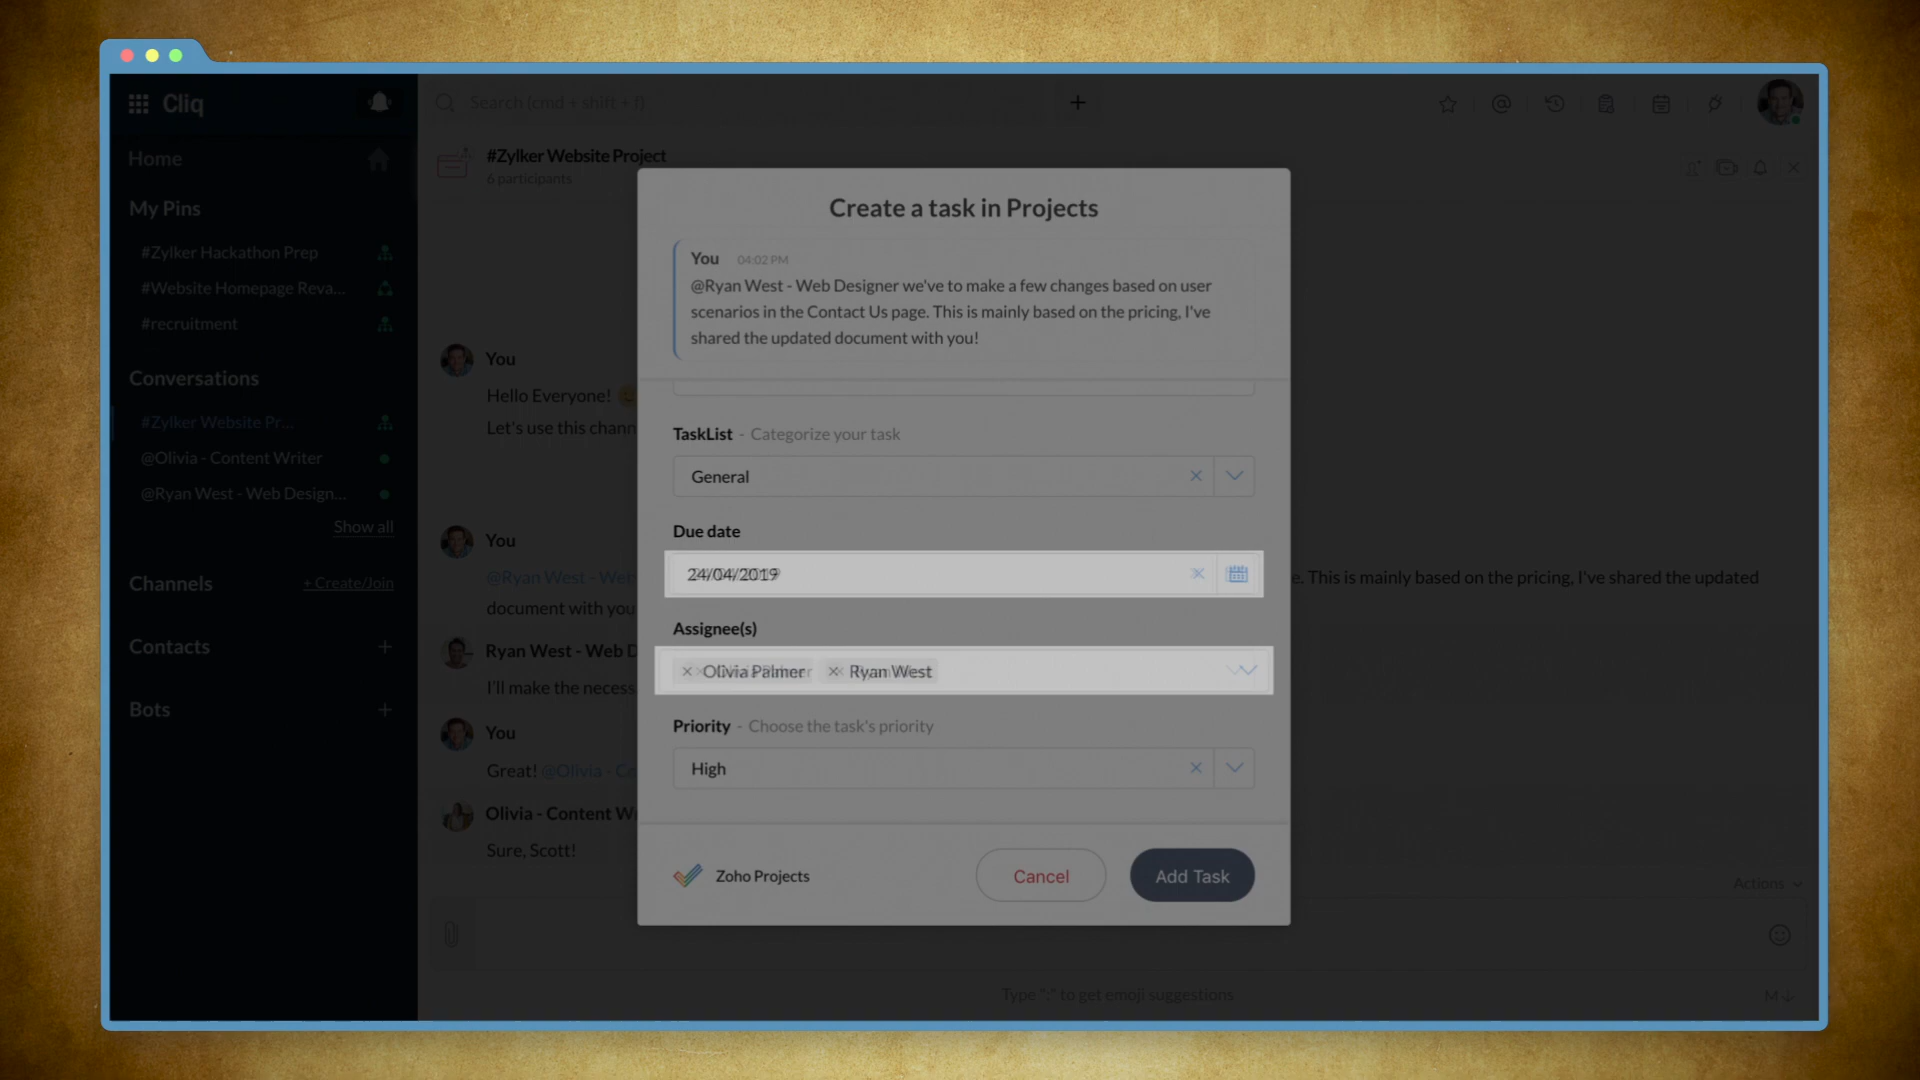 Cliq
Search (cmd + shift + f)
Home
#Zylker Website Project
6 participants
My Pins
#Zylker Hackathon Prep
#Website Homepage Reva...
#recruitment
Conversations
#Zylker Website Pr...
@Olivia - Content Writer
@Ryan West - Web Design...
Show all
Channels
+ Create/Join
Contacts
Bots
You
Hello Everyone!
Let's use this chann
You
e. This is mainly based on the pricing, I've shared the updated
document with you
Ryan West - Web D
I'll make the necess
You
Great! @Olivia - Co
Olivia - Content Wr
Sure, Scott!
Create a task in Projects
You 04:02 PM
@Ryan West - Web Designer we've to make a few changes based on user
scenarios in the Contact Us page. This is mainly based on the pricing, I've
shared the updated document with you!
TaskList - Categorize your task
General
Due date
24/04/2019
Assignee(s)
Olivia Palmer Ryan West
Priority - Choose the task's priority
High
Zoho Projects
Cancel
Add Task
Actions
Type ":" to get emoji suggestions
M